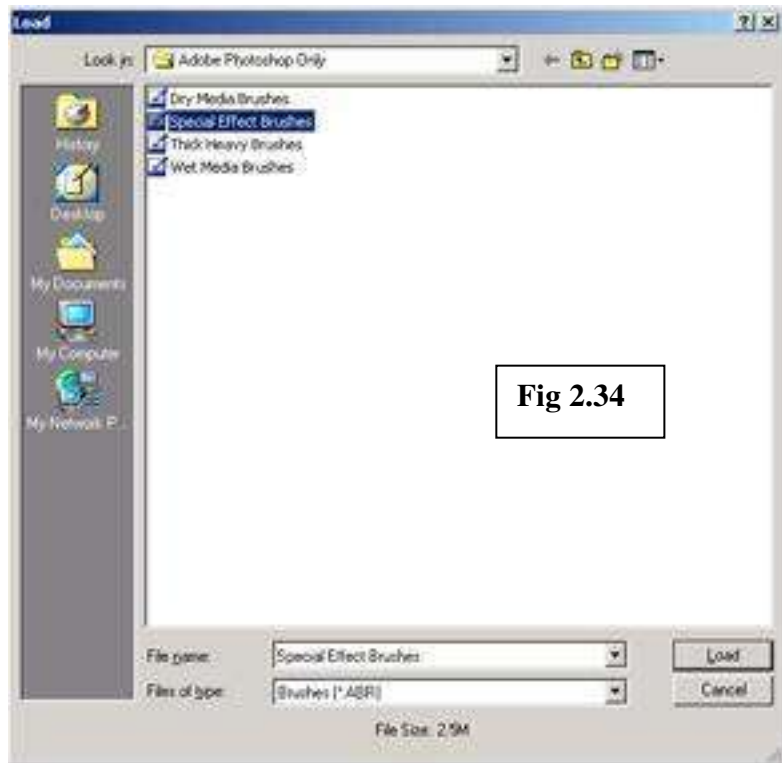 Load
Look in: Adobe Photoshop Only
Dry Media Brushes
Special Effect Brushes
Thick Heavy Brushes
Wet Media Brushes
History
Desktop
My Documents
My Computer
My Network P...
Fig 2.34
File name: Special Effect Brushes Load
Files of type: Brushes (*.ABR) Cancel
File Size: 2.5M